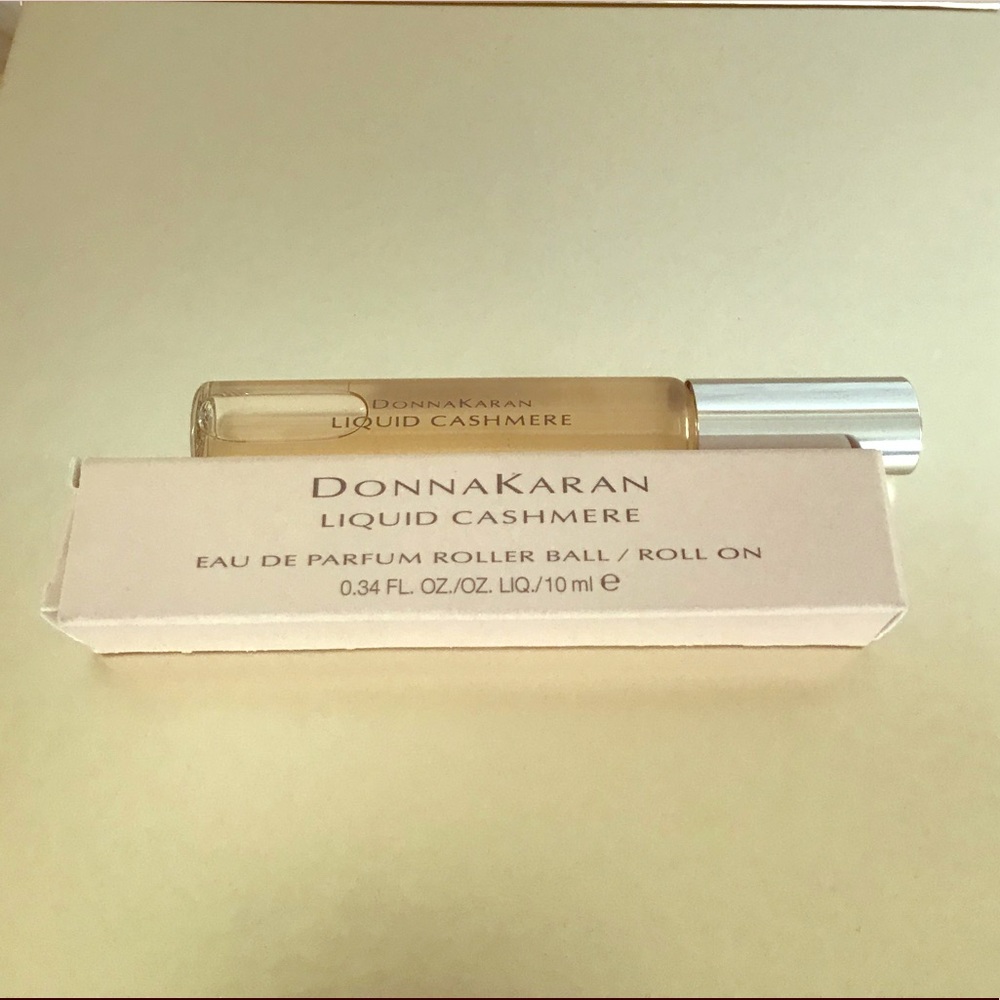 DONNAKARAN
LIQUID CASHMERE
DONNAKARAN
LIQUID CASHMERE
EAU DE PARFUM ROLLER BALL / ROLL ON
0.34 FL. OZ./OZ. LIQ./10 ml e